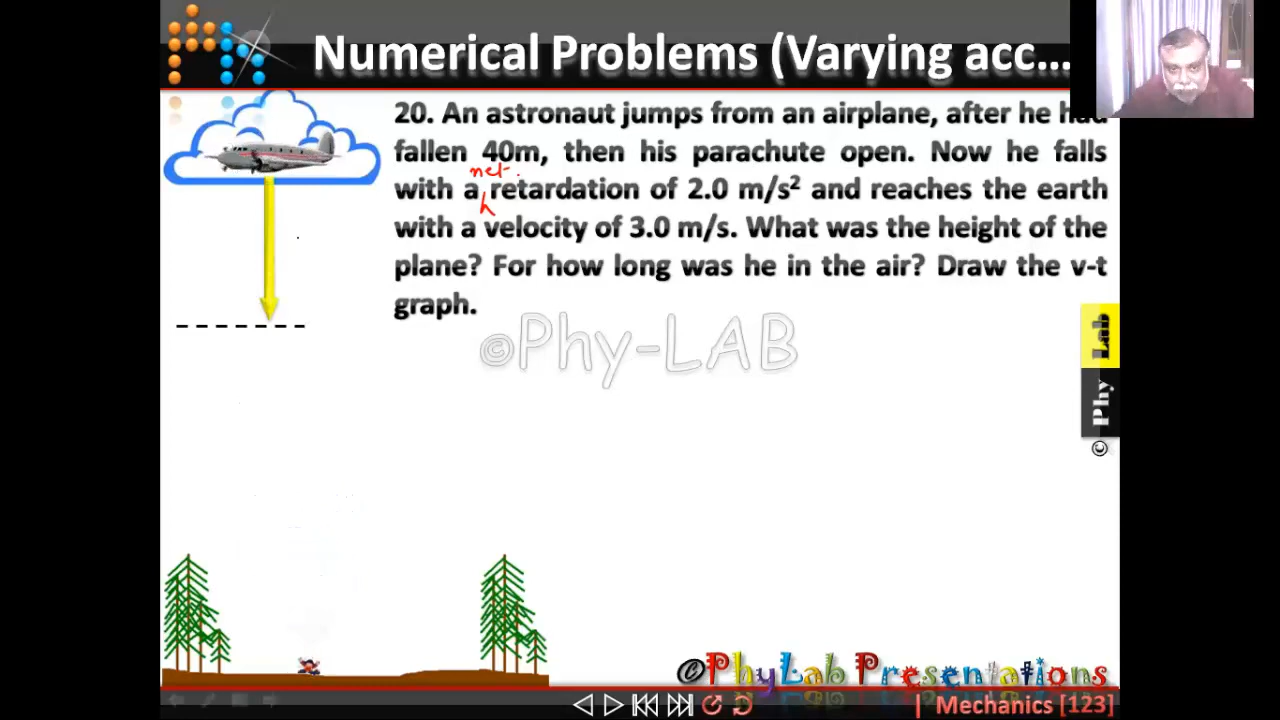 Numerical Problems (Varying acc...
20. An astronaut jumps from an airplane, after he had
fallen 40m, then his parachute open. Now he falls
net
with a retardation of 2.0 m/s² and reaches the earth
with a velocity of 3.0 m/s. What was the height of the
plane? For how long was he in the air? Draw the v-t
graph.
©Phy-LAB
© Phy Lab
©PhyLab Presentations
| Mechanics [123]